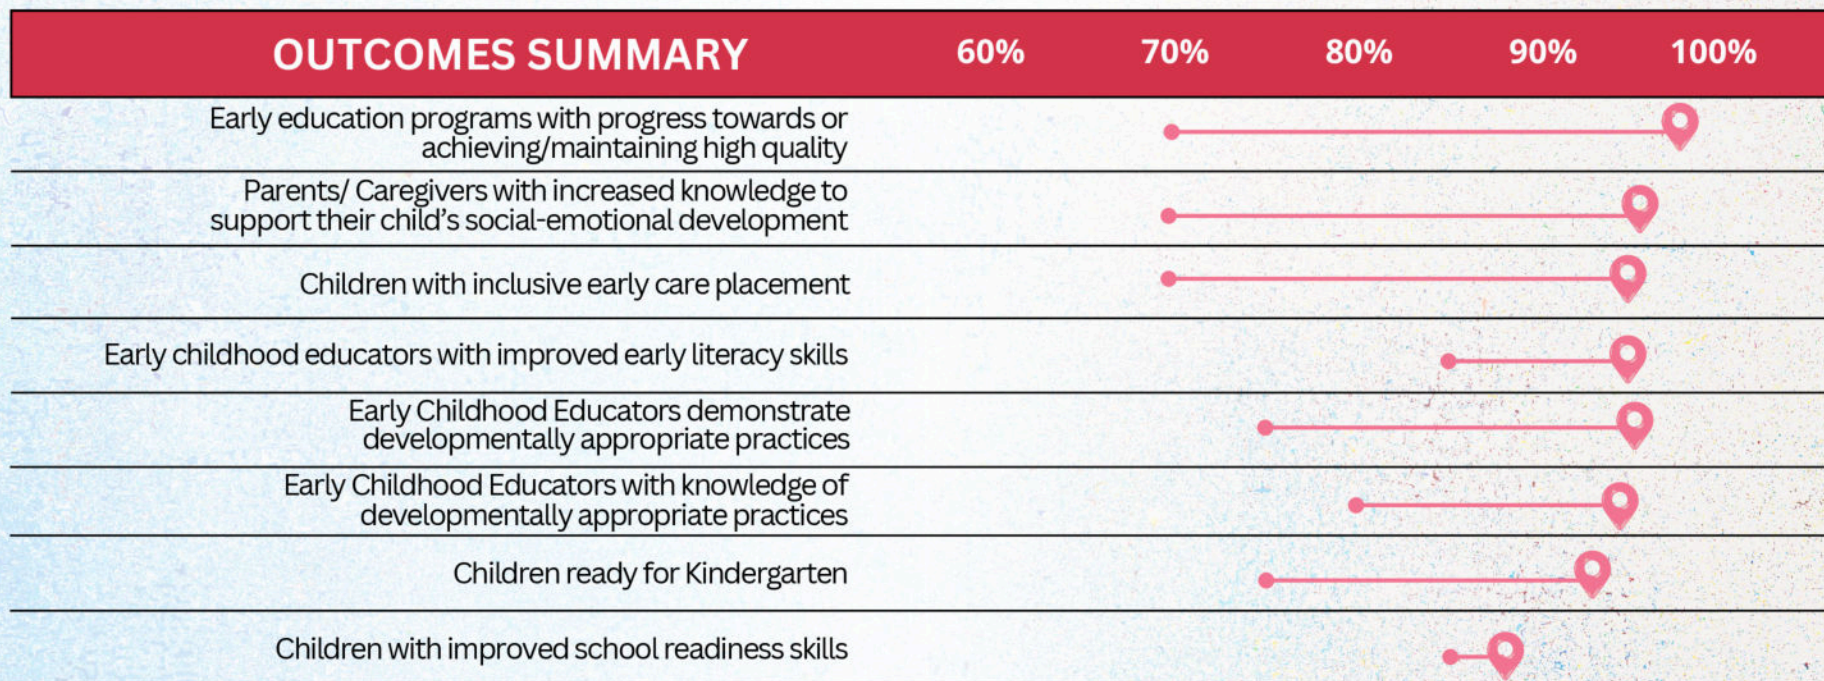 OUTCOMES SUMMARY 60% 70% 80% 90% 100%
Early education programs with progress towards or
achieving/maintaining high quality
Parents/ Caregivers with increased knowledge to
support their child’s social-emotional development
Children with inclusive early care placement
Early childhood educators with improved early literacy skills
Early Childhood Educators demonstrate
developmentally appropriate practices
Early Childhood Educators with knowledge of
developmentally appropriate practices
Children ready for Kindergarten
Children with improved school readiness skills